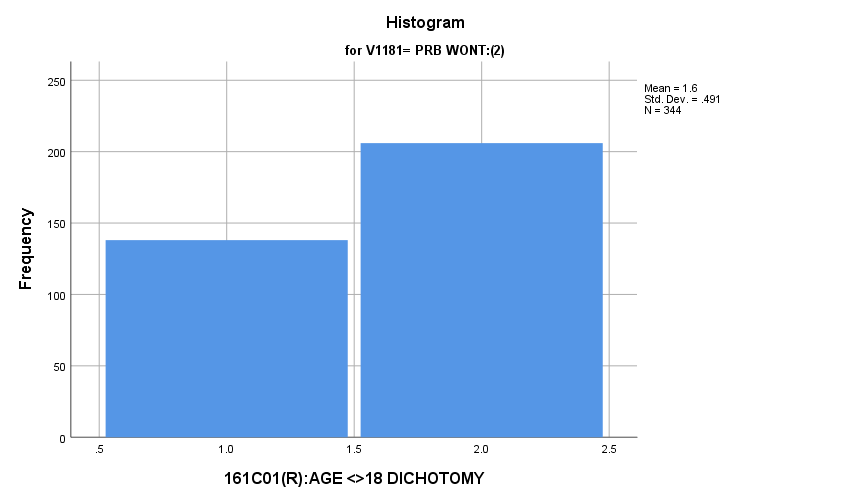 Histogram
for V1181= PRB WONT:(2)
Mean = 1.6
Std. Dev. = .491
N = 344
250
200
150
100
50
0
Frequency
.5 1.0 1.5 2.0 2.5
161C01(R):AGE <>18 DICHOTOMY